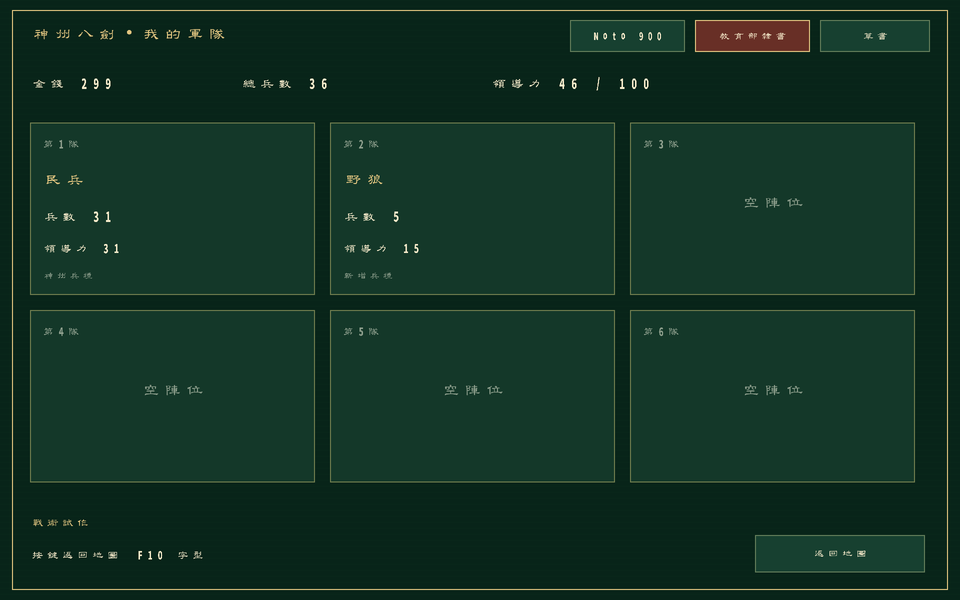 神州八劍・我的軍隊
Noto 900
教育部隸書
草書
金錢 299
總兵數 36
領導力 46 / 100
第 1 隊
民兵
兵數 31
領導力 31
神州兵種
第 2 隊
野狼
兵數 5
領導力 15
新增兵種
第 3 隊
空陣位
第 4 隊
空陣位
第 5 隊
空陣位
第 6 隊
空陣位
戰術試作
按鍵返回地圖 F10 字型
返回地圖